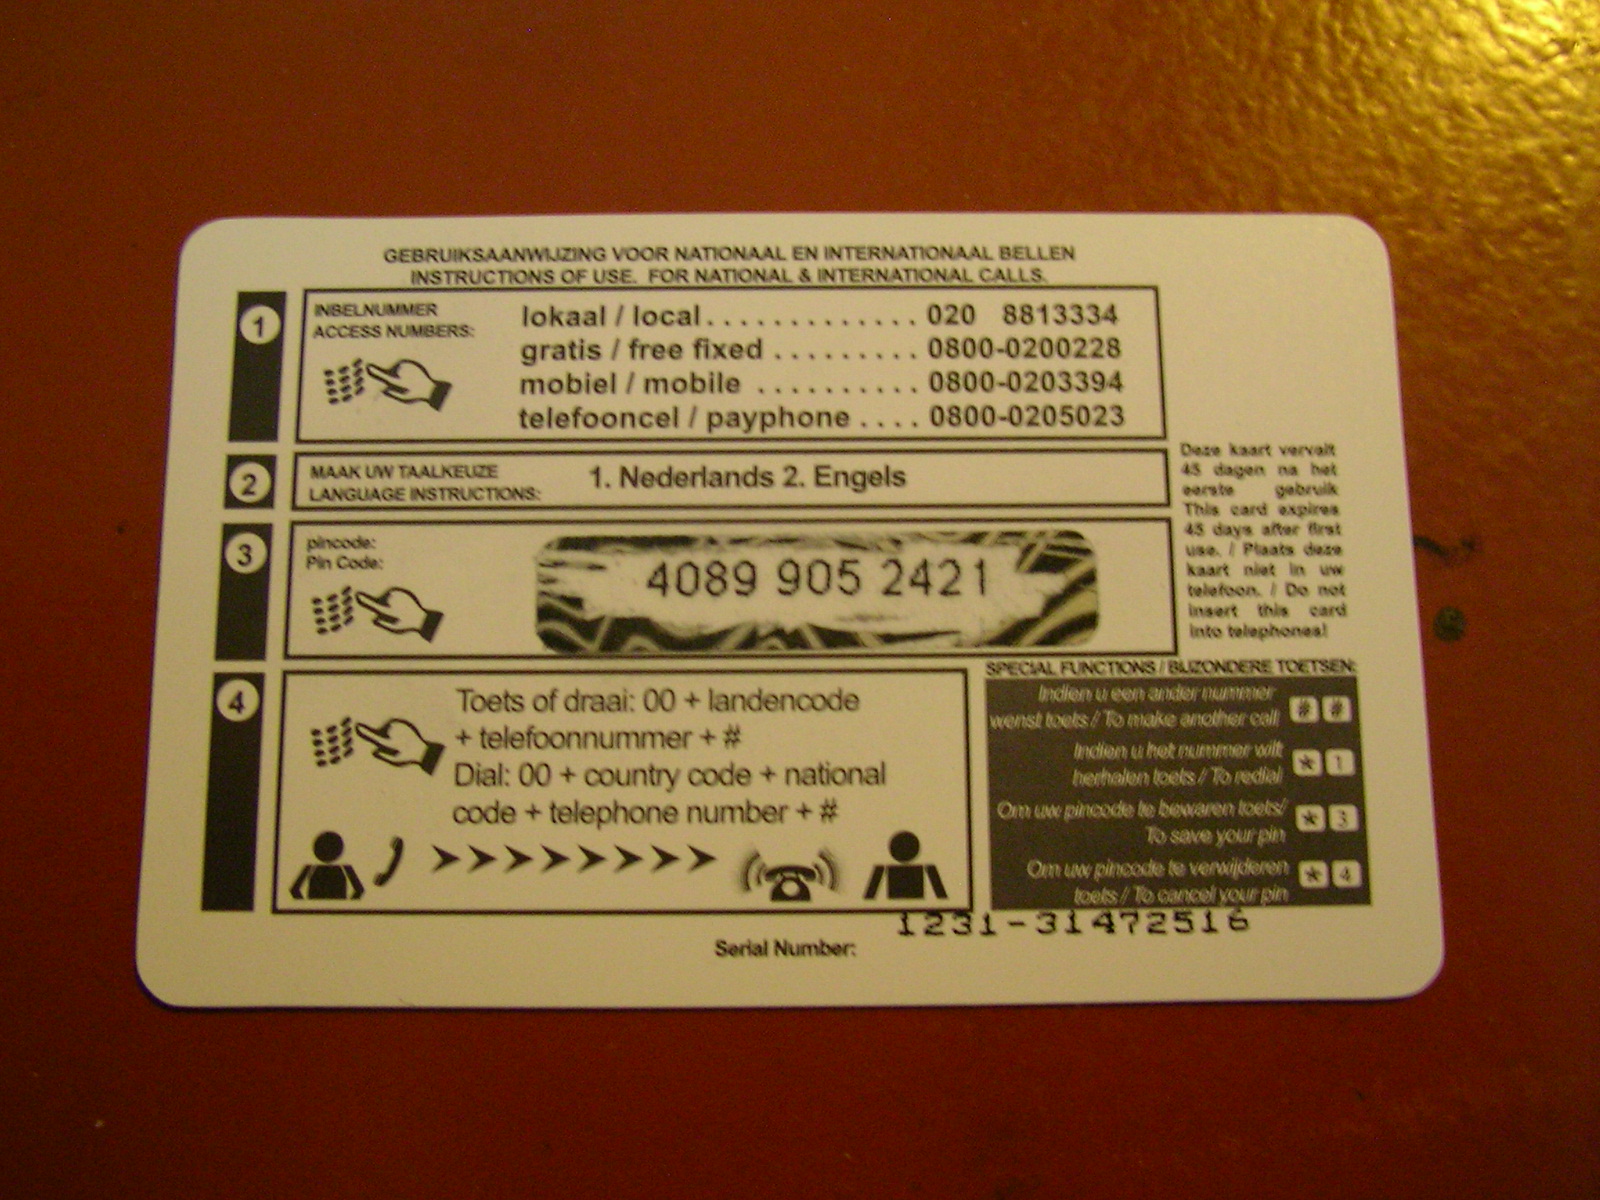 GEBRUIKSAANWIJZING VOOR NATIONAAL EN INTERNATIONAAL BELLEN
INSTRUCTIONS OF USE. FOR NATIONAL & INTERNATIONAL CALLS.
1
INBELNUMMER
ACCESS NUMBERS:
lokaal / local............. 020 8813334
gratis / free fixed ......... 0800-0200228
mobiel / mobile .......... 0800-0203394
telefooncel / payphone .... 0800-0205023
2
MAAK UW TAALKEUZE
LANGUAGE INSTRUCTIONS:
1. Nederlands 2. Engels
3
pincode:
Pin Code:
4089 905 2421
Deze kaart vervalt
45 dagen na het
eerste gebruik
This card expires
45 days after first
use. / Plaats deze
kaart niet in uw
telefoon. / Do not
insert this card
into telephones!
4
Toets of draai: 00 + landencode
+ telefoonnummer + #
Dial: 00 + country code + national
code + telephone number + #
SPECIAL FUNCTIONS / BIJZONDERE TOETSEN:
Indien u een ander nummer
wenst toets / To make another call # #
Indien u het nummer wilt
herhalen toets / To redial * 1
Om uw pincode te bewaren toets/
To save your pin * 3
Om uw pincode te verwijderen
toets / To cancel your pin * 4
1231-31472516
Serial Number: